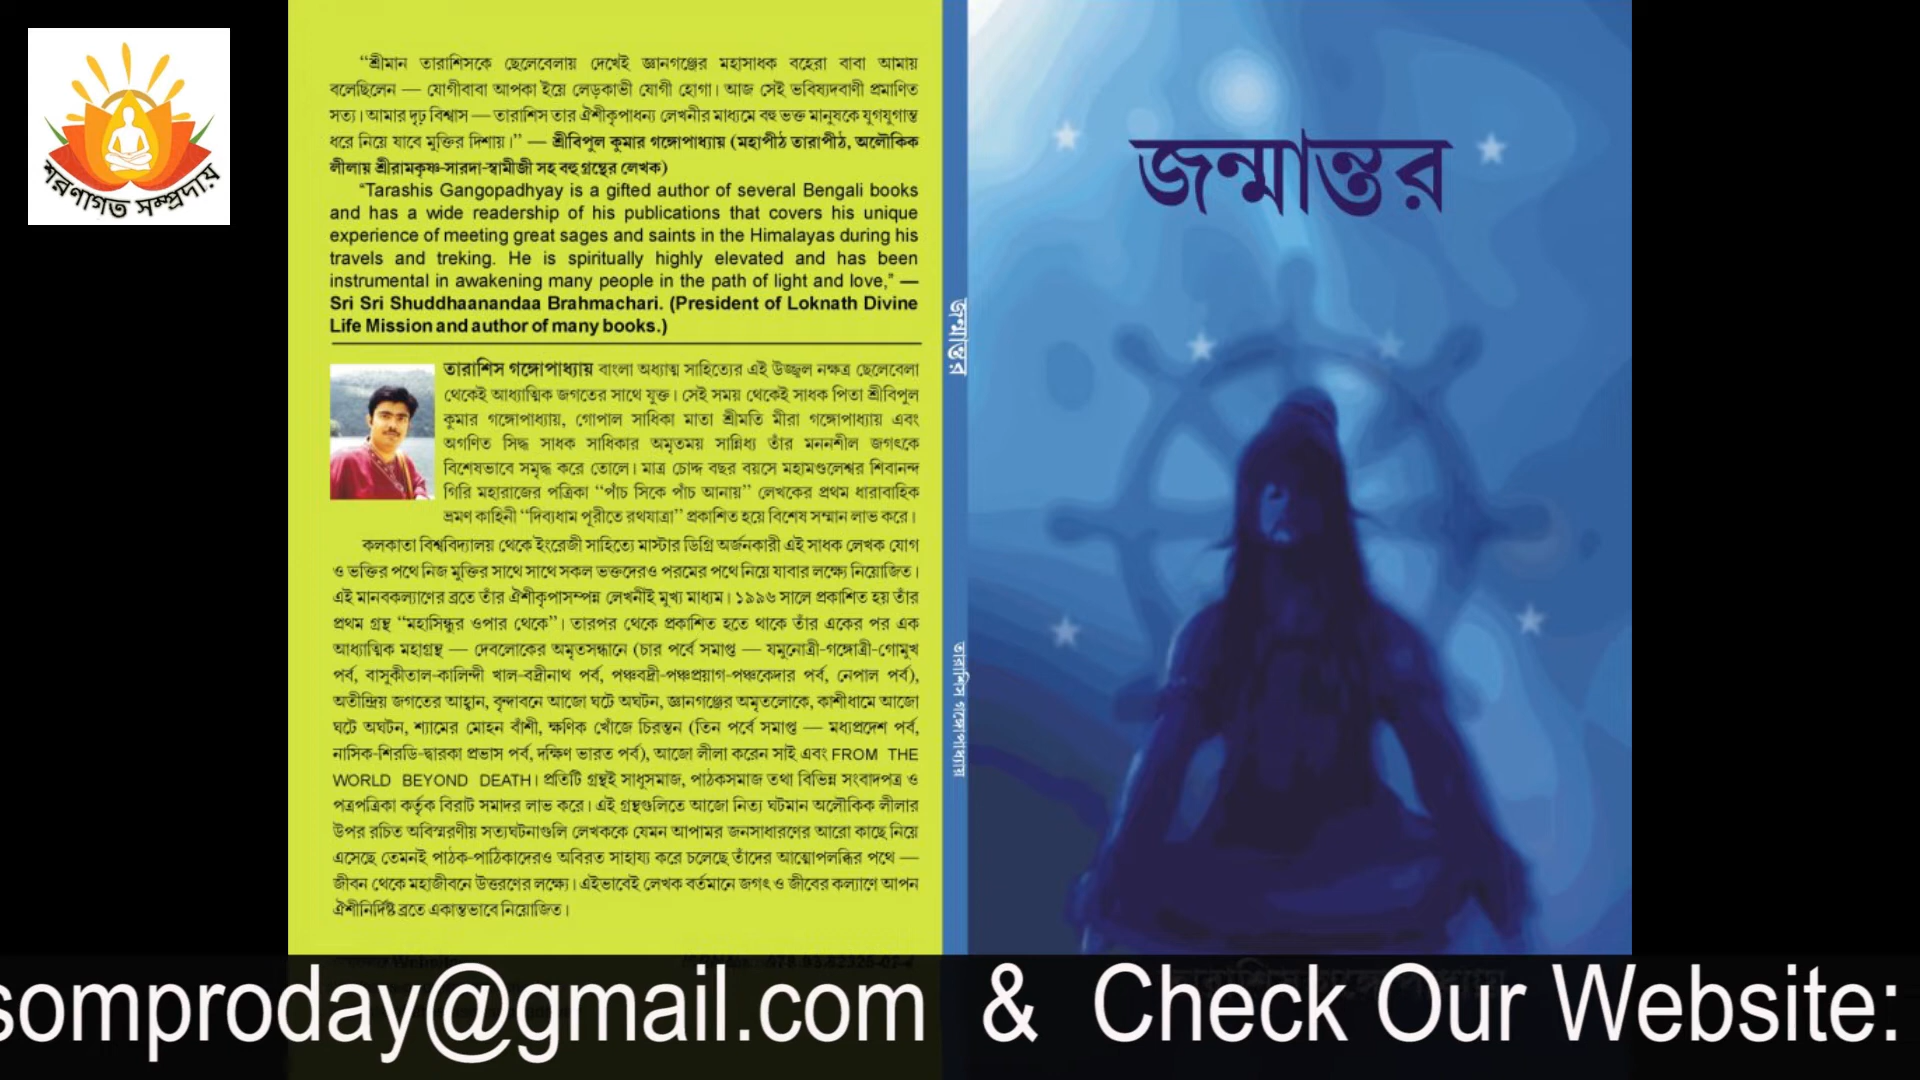 শরণাগত সম্প্রদায়
“শ্রীমান তারাশিসকে ছেলেবেলায় দেখেই জ্ঞানগঞ্জের মহাসাধক বহেরা বাবা আমায়
বলেছিলেন — যোগীবাবা আপকা ইয়ে লেড়কাভী যোগী হোগা। আজ সেই ভবিষ্যদবাণী প্রমাণিত
সত্য। আমার দৃঢ় বিশ্বাস — তারাশিস তার ঐশীকৃপাধন্য লেখনীর মাধ্যমে বহু ভক্ত মানুষকে যুগযুগান্ত
ধরে নিয়ে যাবে মুক্তির দিশায়।” — শ্রীবিপুল কুমার গঙ্গোপাধ্যায় (মহাপীঠ তারাপীঠ, অলৌকিক
লীলায় শ্রীরামকৃষ্ণ-সারদা-স্বামীজী সহ বহু গ্রন্থের লেখক)
“Tarashis Gangopadhyay is a gifted author of several Bengali books
and has a wide readership of his publications that covers his unique
experience of meeting great sages and saints in the Himalayas during his
travels and treking. He is spiritually highly elevated and has been
instrumental in awakening many people in the path of light and love,” —
Sri Sri Shuddhaanandaa Brahmachari. (President of Loknath Divine
Life Mission and author of many books.)
তারাশিস গঙ্গোপাধ্যায় বাংলা অধ্যাত্ম সাহিত্যের এই উজ্জ্বল নক্ষত্র ছেলেবেলা
থেকেই আধ্যাত্মিক জগতের সাথে যুক্ত। সেই সময় থেকেই সাধক পিতা শ্রীবিপুল
কুমার গঙ্গোপাধ্যায়, গোপাল সাধিকা মাতা শ্রীমতি মীরা গঙ্গোপাধ্যায় এবং
অগণিত সিদ্ধ সাধক সাধিকার অমৃতময় সান্নিধ্য তাঁর মননশীল জগৎকে
বিশেষভাবে সমৃদ্ধ করে তোলে। মাত্র চোদ্দ বছর বয়সে মহামণ্ডলেশ্বর শিবানন্দ
গিরি মহারাজের পত্রিকা “পাঁচ সিকে পাঁচ আনায়” লেখকের প্রথম ধারাবাহিক
ভ্রমণ কাহিনী “দিব্যধাম পূরীতে রথযাত্রা” প্রকাশিত হয়ে বিশেষ সম্মান লাভ করে।
কলকাতা বিশ্ববিদ্যালয় থেকে ইংরেজী সাহিত্যে মাস্টার ডিগ্রি অর্জনকারী এই সাধক লেখক যোগ
ও ভক্তির পথে নিজ মুক্তির সাথে সাথে সকল ভক্তদেরও পরমের পথে নিয়ে যাবার লক্ষ্যে নিয়োজিত।
এই মানবকল্যাণের ব্রতে তাঁর ঐশীকৃপাসম্পন্ন লেখনীই মুখ্য মাধ্যম। ১৯৯৬ সালে প্রকাশিত হয় তাঁর
প্রথম গ্রন্থ “মহাসিন্ধুর ওপার থেকে”। তারপর থেকে প্রকাশিত হতে থাকে তাঁর একের পর এক
আধ্যাত্মিক মহাগ্রন্থ — দেবলোকের অমৃতসন্ধানে (চার পর্বে সমাপ্ত — যমুনোত্রী-গঙ্গোত্রী-গোমুখ
পর্ব, বাসুকীতাল-কালিন্দী খাল-বদ্রীনাথ পর্ব, পঞ্চবদ্রী-পঞ্চপ্রয়াগ-পঞ্চকেদার পর্ব, নেপাল পর্ব),
অতীন্দ্রিয় জগতের আহ্বান, বৃন্দাবনে আজো ঘটে অঘটন, জ্ঞানগঞ্জের অমৃতলোকে, কাশীধামে আজো
ঘটে অঘটন, শ্যামের মোহন বাঁশী, ক্ষণিক খোঁজে চিরন্তন (তিন পর্বে সমাপ্ত — মধ্যপ্রদেশ পর্ব,
নাসিক-শিরডি-দ্বারকা প্রভাস পর্ব, দক্ষিণ ভারত পর্ব), আজো লীলা করেন সাই এবং FROM THE
WORLD BEYOND DEATH। প্রতিটি গ্রন্থই সাধুসমাজ, পাঠকসমাজ তথা বিভিন্ন সংবাদপত্র ও
পত্রপত্রিকা কর্তৃক বিরাট সমাদর লাভ করে। এই গ্রন্থগুলিতে আজো নিত্য ঘটমান অলৌকিক লীলার
উপর রচিত অবিস্মরণীয় সত্যঘটনাগুলি লেখককে যেমন আপামর জনসাধারণের আরো কাছে নিয়ে
এসেছে তেমনই পাঠক-পাঠিকাদেরও অবিরত সাহায্য করে চলেছে তাঁদের আত্মোপলব্ধির পথে —
জীবন থেকে মহাজীবনে উত্তরণের লক্ষ্যে। এইভাবেই লেখক বর্তমানে জগৎ ও জীবের কল্যাণে আপন
ঐশীনির্দিষ্ট ব্রতে একান্তভাবে নিয়োজিত।
জন্মান্তর
তারাশিস গঙ্গোপাধ্যায়
জন্মান্তর
somproday@gmail.com & Check Our Website: